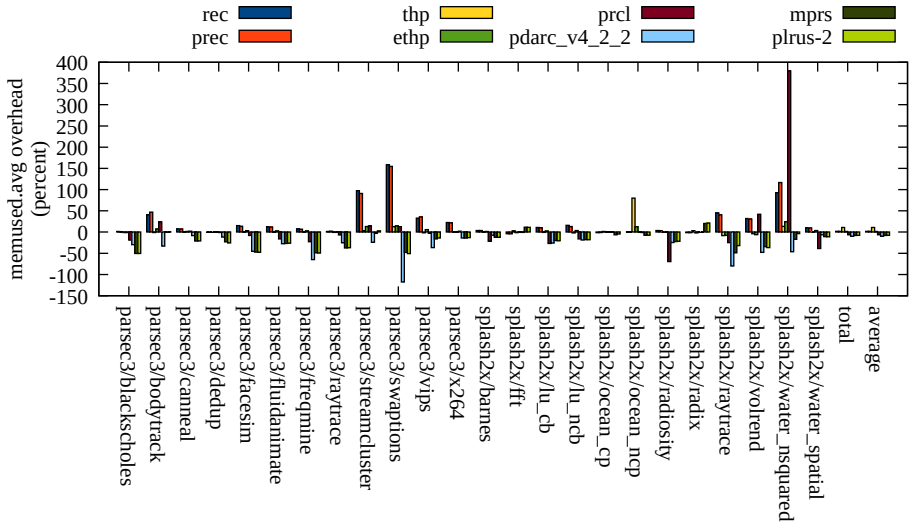 rec
prec
thp
ethp
prcl
pdarc_v4_2_2
mprs
plrus-2
memused.avg overhead
(percent)
400
350
300
250
200
150
100
50
0
-50
-100
-150
parsec3/blackscholes
parsec3/bodytrack
parsec3/canneal
parsec3/dedup
parsec3/facesim
parsec3/fluidanimate
parsec3/freqmine
parsec3/raytrace
parsec3/streamcluster
parsec3/swaptions
parsec3/vips
parsec3/x264
splash2x/barnes
splash2x/fft
splash2x/lu_cb
splash2x/lu_ncb
splash2x/ocean_cp
splash2x/ocean_ncp
splash2x/radiosity
splash2x/radix
splash2x/raytrace
splash2x/volrend
splash2x/water_nsquared
splash2x/water_spatial
total
average